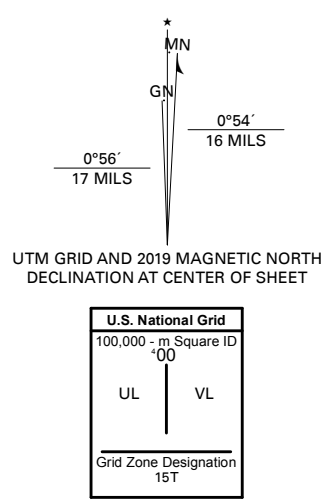 ★
MN
GN
0°54´
16 MILS
0°56´
17 MILS
UTM GRID AND 2019 MAGNETIC NORTH
DECLINATION AT CENTER OF SHEET
U.S. National Grid
100,000 - m Square ID
⁴00
UL VL
Grid Zone Designation
15T